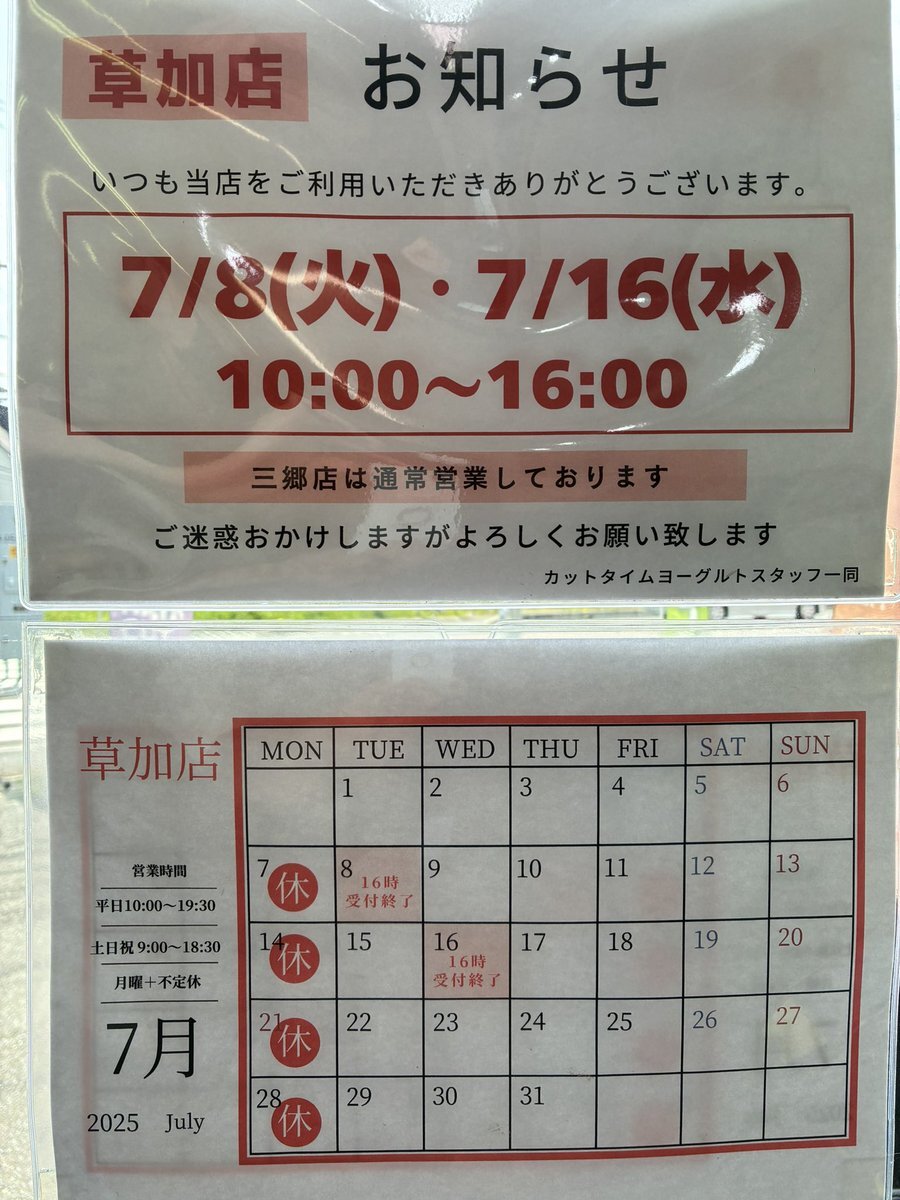 草加店 お知らせ
いつも当店をご利用いただきありがとうございます。
7/8(火)・7/16(水)
10:00～16:00
三郷店は通常営業しております
ご迷惑おかけしますがよろしくお願い致します
カットタイムヨーグルトスタッフ一同
草加店
営業時間
平日10:00～19:30
土日祝 9:00～18:30
月曜＋不定休
7月
2025 July
MON TUE WED THU FRI SAT SUN
1 2 3 4 5 6
7 休 8 16時 受付終了 9 10 11 12 13
14 休 15 16 16時 受付終了 17 18 19 20
21 休 22 23 24 25 26 27
28 休 29 30 31